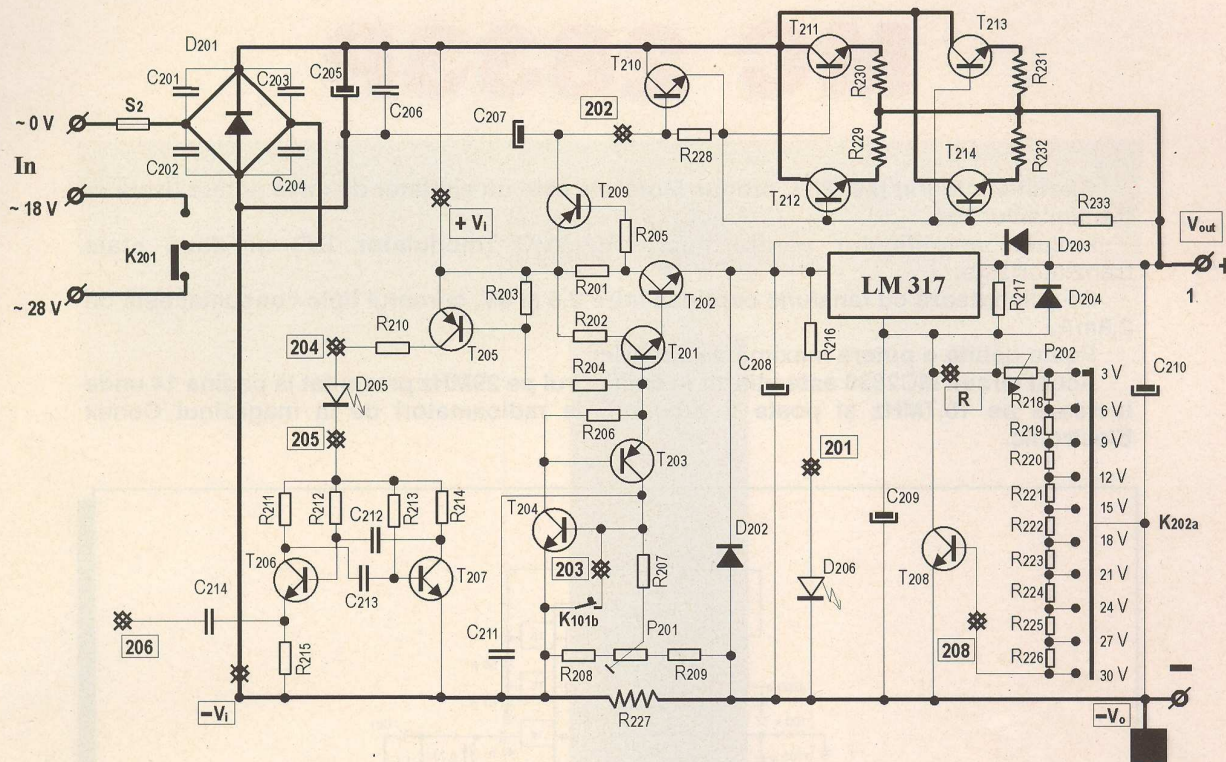 D201
C201
C203
C205
C206
C202
C204
S2
~ 0 V
In
~ 18 V
K201
~ 28 V
C207
202
T210
R228
T211
R230
R229
T212
T213
R231
R232
T214
R233
Vout
+
1
+ Vi
T209
R205
R201
T202
R203
R202
T201
R204
R210
T205
204
D205
205
R206
T203
T204
203
R207
K101b
P201
R208
R209
C211
R227
D202
C208
R216
201
D206
LM 317
D203
R217
D204
C209
T208
208
R
P202
R218
R219
R220
R221
R222
R223
R224
R225
R226
3 V
6 V
9 V
12 V
15 V
18 V
21 V
24 V
27 V
30 V
K202a
C210
R211
R212
R213
R214
C212
T206
C213
T207
C214
206
R215
−Vi
−Vo
−